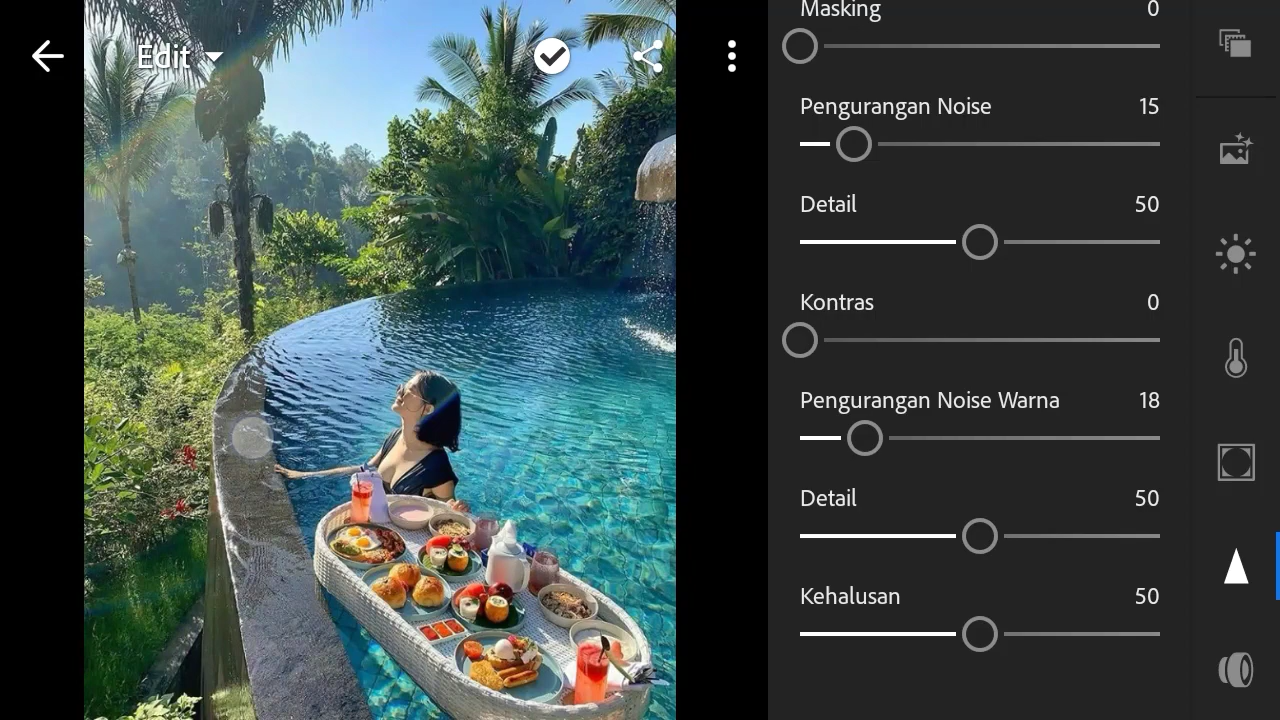 Edit
Masking 0
Pengurangan Noise 15
Detail 50
Kontras 0
Pengurangan Noise Warna 18
Detail 50
Kehalusan 50